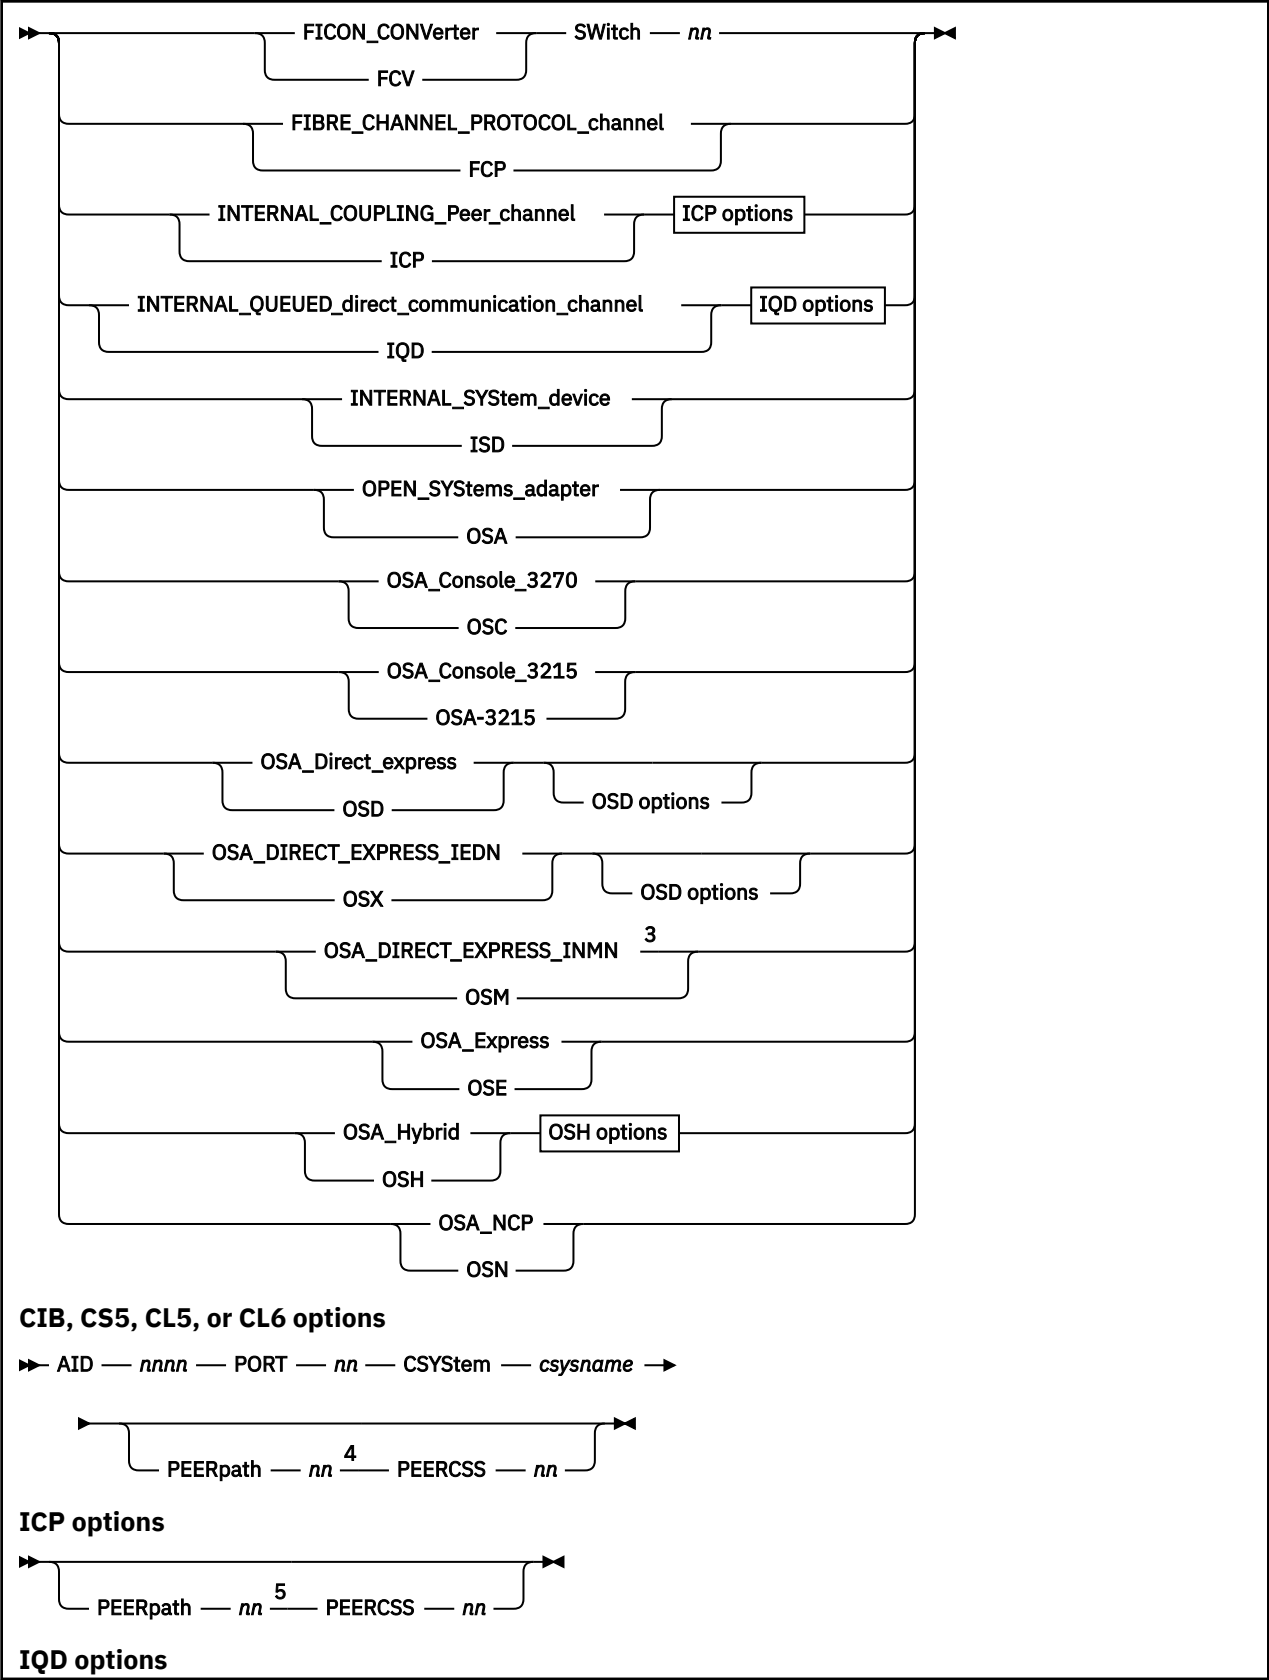 FICON_CONVerter SWitch nn
FCV
FIBRE_CHANNEL_PROTOCOL_channel
FCP
INTERNAL_COUPLING_Peer_channel ICP options
ICP
INTERNAL_QUEUED_direct_communication_channel IQD options
IQD
INTERNAL_SYStem_device
ISD
OPEN_SYStems_adapter
OSA
OSA_Console_3270
OSC
OSA_Console_3215
OSA-3215
OSA_Direct_express
OSD options
OSD
OSA_DIRECT_EXPRESS_IEDN
OSD options
OSX
OSA_DIRECT_EXPRESS_INMN 3
OSM
OSA_Express
OSE
OSA_Hybrid OSH options
OSH
OSA_NCP
OSN
CIB, CS5, CL5, or CL6 options
AID nnnn PORT nn CSYStem csysname
PEERpath nn 4 PEERCSS nn
ICP options
PEERpath nn 5 PEERCSS nn
IQD options